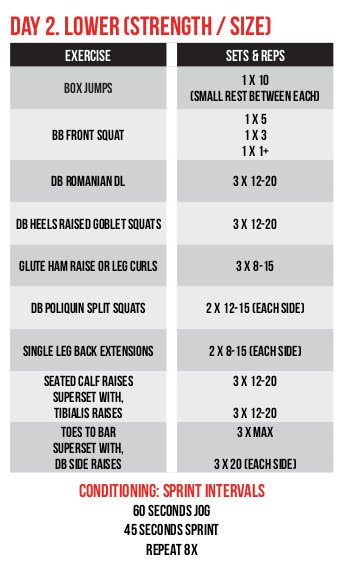 DAY 2. LOWER (STRENGTH / SIZE)
EXERCISE SETS & REPS
BOX JUMPS 1 X 10
(SMALL REST BETWEEN EACH)
BB FRONT SQUAT 1 X 5
1 X 3
1 X 1+
DB ROMANIAN DL 3 X 12-20
DB HEELS RAISED GOBLET SQUATS 3 X 12-20
GLUTE HAM RAISE OR LEG CURLS 3 X 8-15
DB POLIQUIN SPLIT SQUATS 2 X 12-15 (EACH SIDE)
SINGLE LEG BACK EXTENSIONS 2 X 8-15 (EACH SIDE)
SEATED CALF RAISES 3 X 12-20
SUPERSET WITH,
TIBIALIS RAISES 3 X 12-20
TOES TO BAR 3 X MAX
SUPERSET WITH,
DB SIDE RAISES 3 X 20 (EACH SIDE)
CONDITIONING: SPRINT INTERVALS
60 SECONDS JOG
45 SECONDS SPRINT
REPEAT 8X